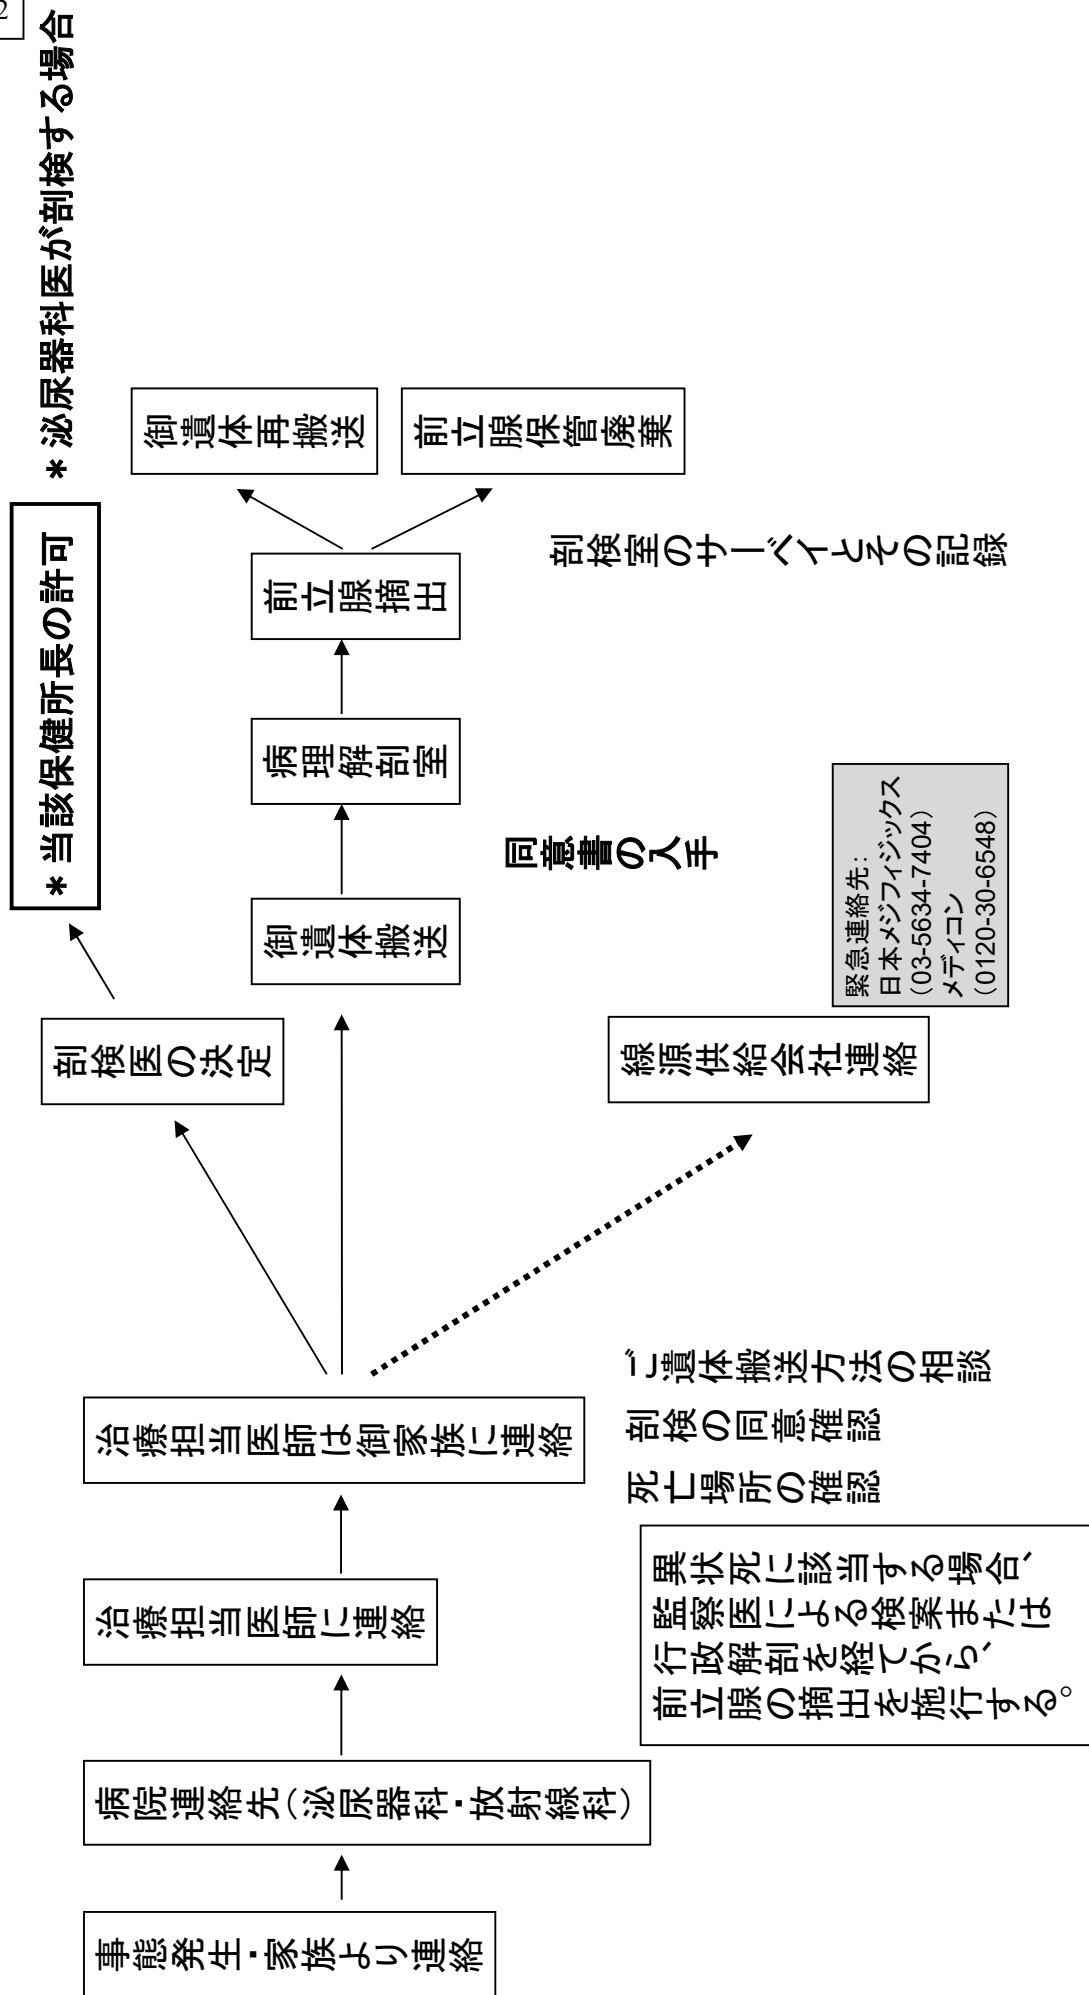 2
*泌尿器科医が剖検する場合
*当該保健所長の許可
事態発生・家族より連絡
病院連絡先(泌尿器科・放射線科)
治療担当医師に連絡
治療担当医師は御家族に連絡
剖検医の決定
御遺体搬送
病理解剖室
前立腺摘出
御遺体再搬送
前立腺保管廃棄
線源供給会社連絡
同意書の入手
剖検室のサーベイとその記録
ご遺体搬送方法の相談
剖検の同意確認
死亡場所の確認
異状死に該当する場合、
監察医による検案または
行政解剖を経てから、
前立腺の摘出を施行する。
緊急連絡先:
日本メジフィジックス
(03-5634-7404)
メディコン
(0120-30-6548)